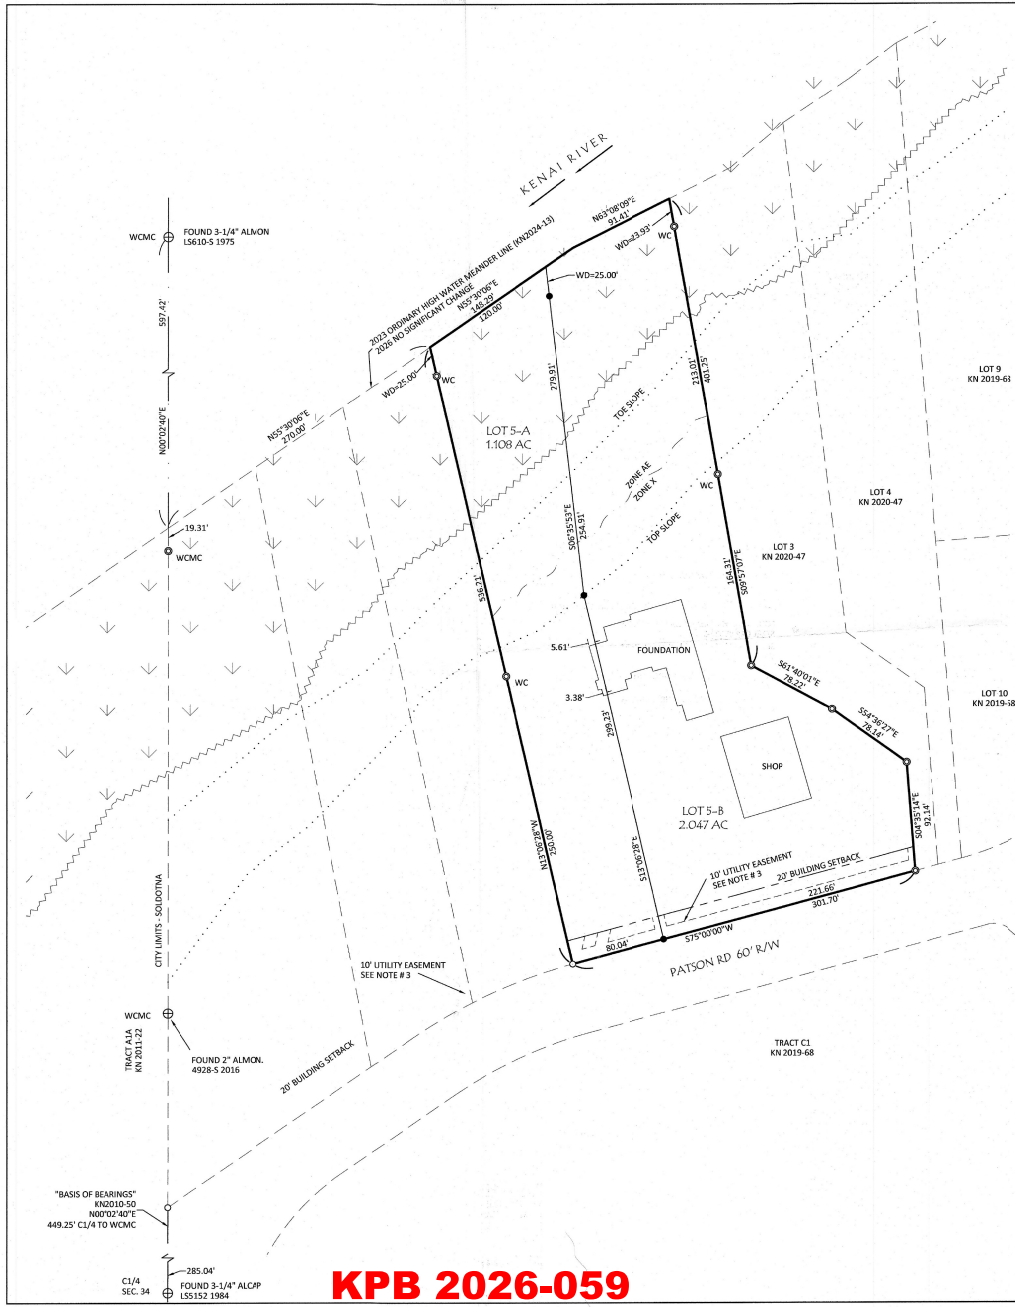 KENAI RIVER
WCMC
FOUND 3-1/4" ALMON
LS610-S 1975
597.42'
N00°02'40"E
2023 ORDINARY HIGH WATER MEANDER LINE (KN2024-13)
2026 NO SIGNIFICANT CHANGE
N55°30'06"E
148.29'
120.00'
N63°08'09"E
91.41'
WD=23.93'
WC
WD=25.00'
WD=25.00'
WC
N55°30'06"E
270.00'
279.91'
213.01'
401.25'
LOT 9
KN 2019-68
TOE SLOPE
LOT 5-A
1.108 AC
ZONE AE
ZONE X
WC
TOP SLOPE
LOT 4
KN 2020-47
19.31'
WCMC
S06°35'53"E
254.91'
LOT 3
KN 2020-47
536.71'
164.31'
S09°57'07"E
5.61'
FOUNDATION
WC
3.38'
S61°40'01"E
78.22'
LOT 10
KN 2019-68
S54°36'27"E
78.14'
299.23'
SHOP
LOT 5-B
2.047 AC
S04°35'14"E
92.14'
N13°06'28"W
250.00'
S13°06'28"E
10' UTILITY EASEMENT
SEE NOTE # 3
20' BUILDING SETBACK
221.66'
301.70'
80.04'
S75°00'00"W
PATSON RD 60' R/W
CITY LIMITS - SOLDOTNA
10' UTILITY EASEMENT
SEE NOTE # 3
WCMC
TRACT A1A
KN 2011-22
FOUND 2" ALMON.
4928-S 2016
20' BUILDING SETBACK
TRACT C1
KN 2019-68
"BASIS OF BEARINGS"
KN2010-50
N00°02'40"E
449.25' C1/4 TO WCMC
285.04'
C1/4
SEC. 34
FOUND 3-1/4" ALCAP
LS5152 1984
KPB 2026-059